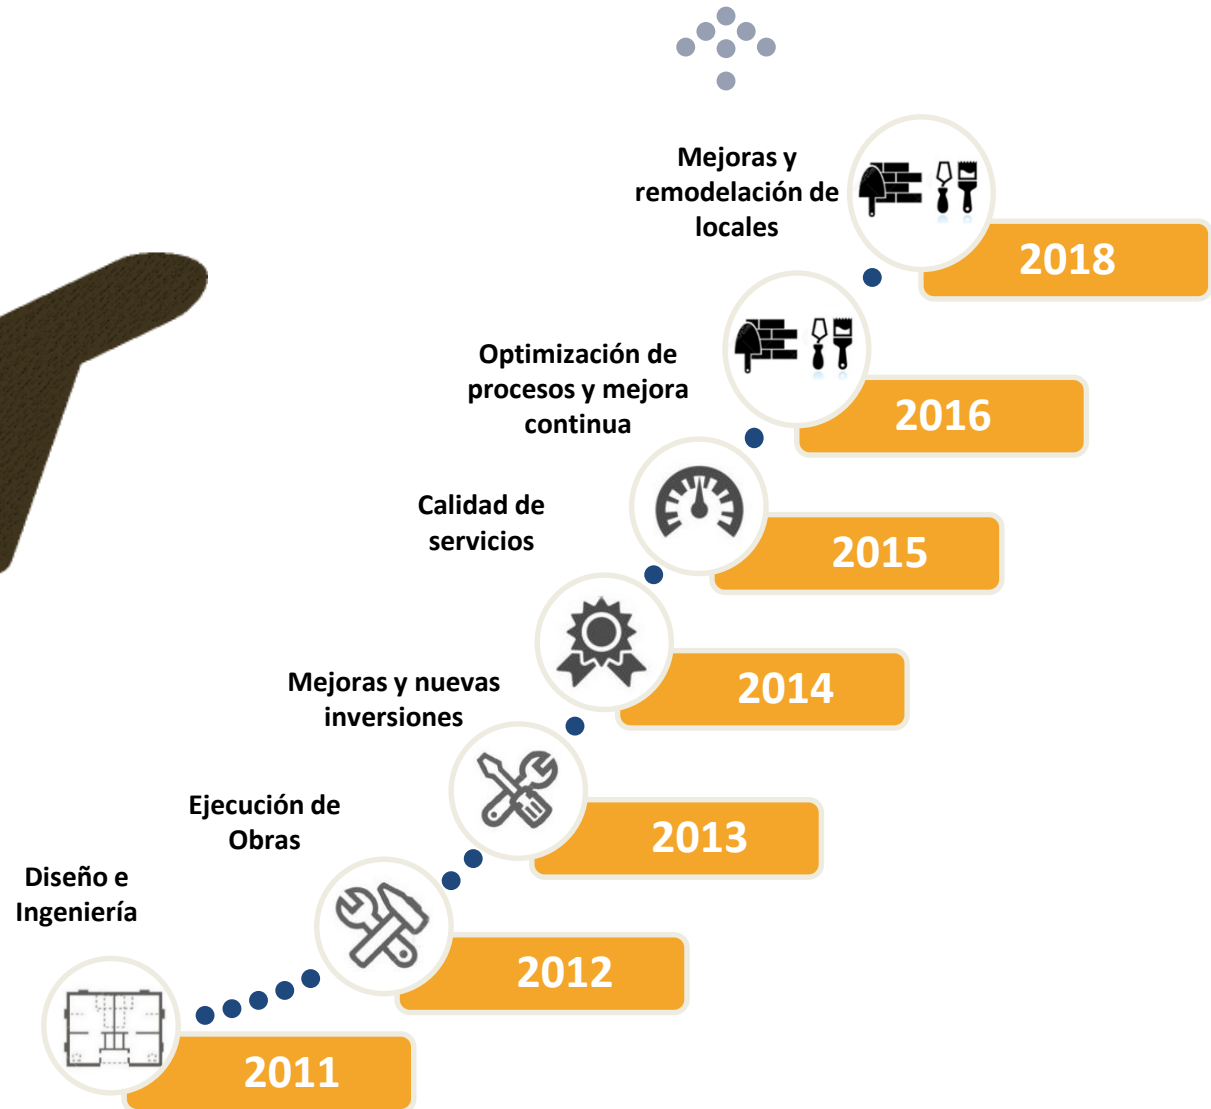 Mejoras y
remodelación de
locales
2018
Optimización de
procesos y mejora
continua
2016
Calidad de
servicios
2015
Mejoras y nuevas
inversiones
2014
Ejecución de
Obras
2013
Diseño e
Ingeniería
2012
2011